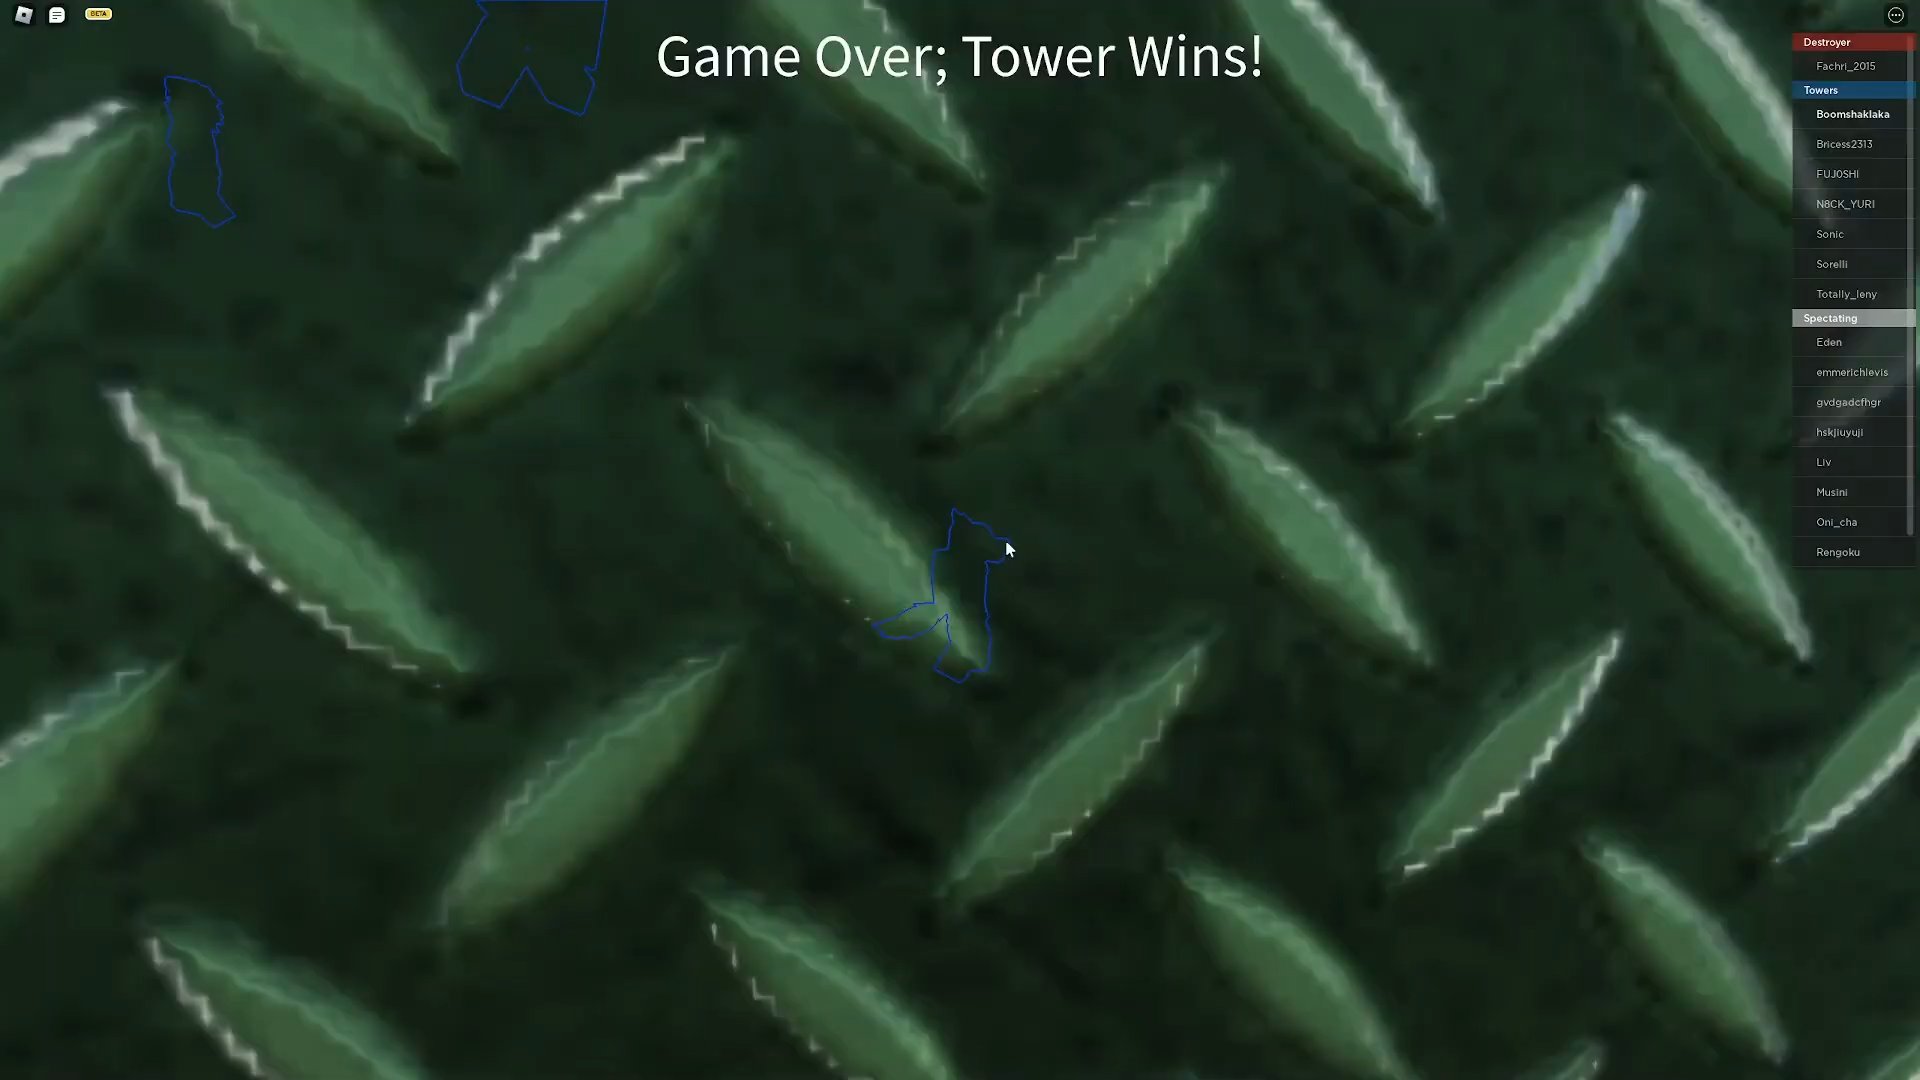 BETA
Game Over; Tower Wins!
Destroyer
Fachri_2015
Towers
Boomshaklaka
Bricess2313
FUJ0SHI
N8CK_YURI
Sonic
Sorelli
Totally_leny
Spectating
Eden
emmerichlevis
gvdgadcfhgr
hskjiuyuji
Liv
Musini
Oni_cha
Rengoku